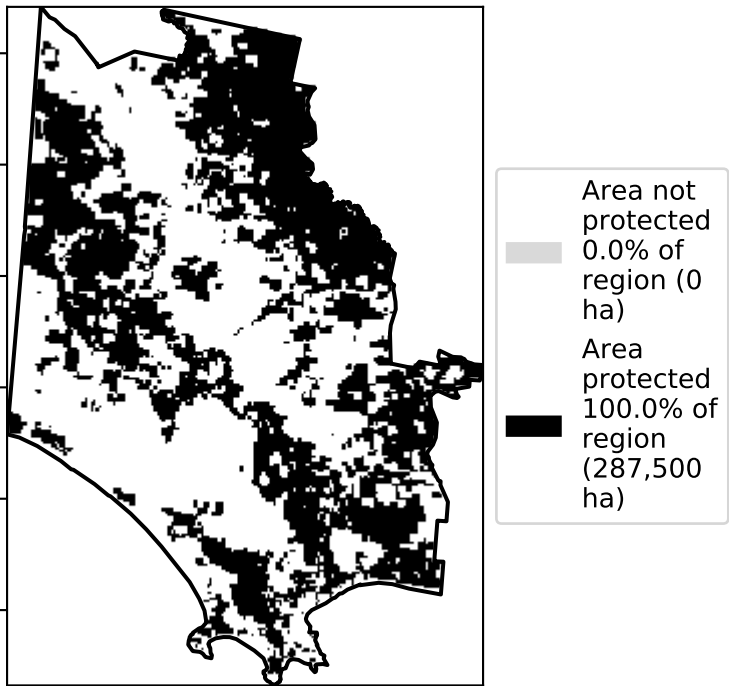 Area not
protected
0.0% of
region (0
ha)
Area
protected
100.0% of
region
(287,500
ha)